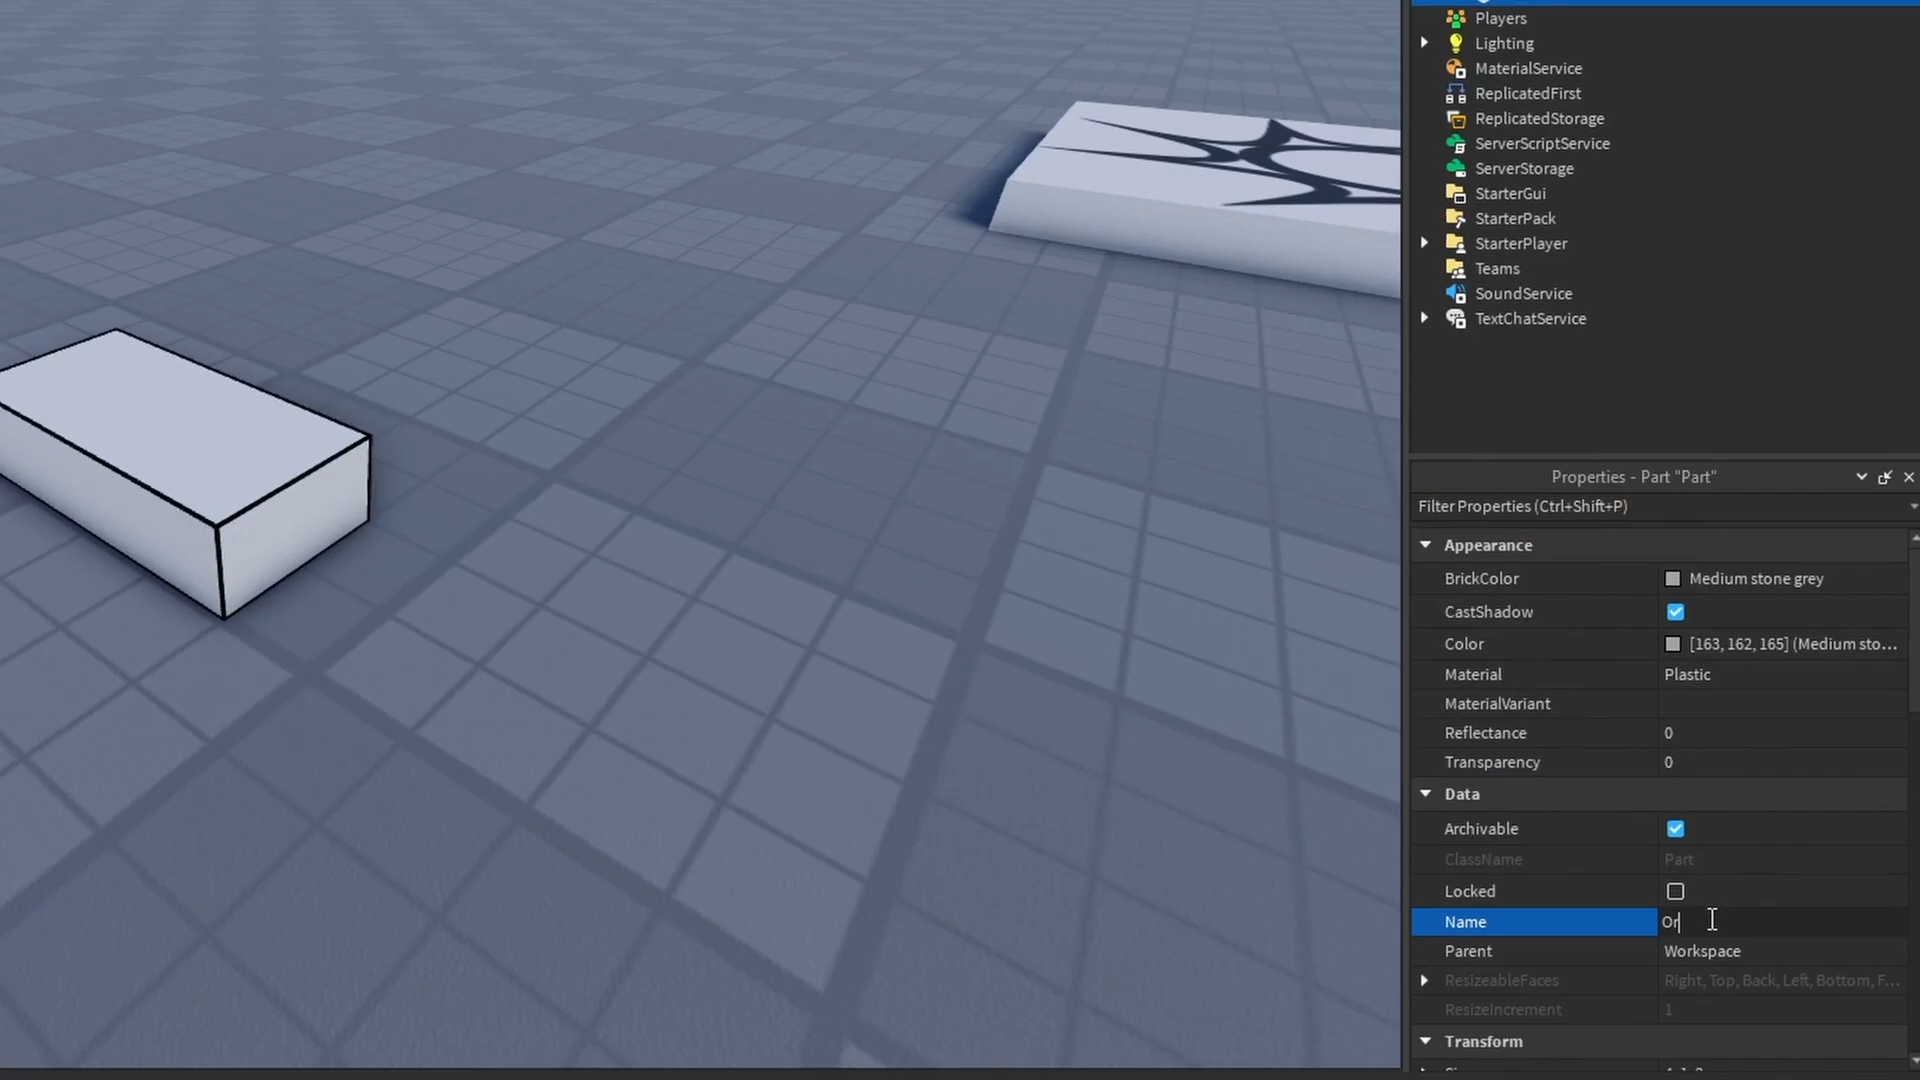 Players
Lighting
MaterialService
ReplicatedFirst
ReplicatedStorage
ServerScriptService
ServerStorage
StarterGui
StarterPack
StarterPlayer
Teams
SoundService
TextChatService
Properties - Part "Part"
Filter Properties (Ctrl+Shift+P)
Appearance
BrickColor Medium stone grey
CastShadow
Color [163, 162, 165] (Medium sto...
Material Plastic
MaterialVariant
Reflectance 0
Transparency 0
Data
Archivable
ClassName Part
Locked
Name Or
Parent Workspace
ResizeableFaces Right, Top, Back, Left, Bottom, F...
ResizeIncrement 1
Transform